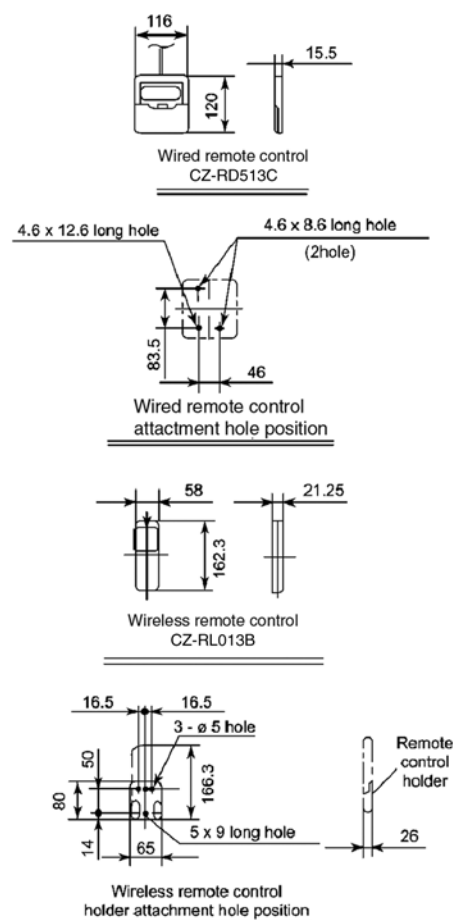 116
15.5
120
Wired remote control
CZ-RD513C
4.6 x 12.6 long hole
4.6 x 8.6 long hole
(2hole)
83.5
46
Wired remote control
attactment hole position
58
21.25
162.3
Wireless remote control
CZ-RL013B
16.5
16.5
3 - ø 5 hole
50
80
166.3
Remote
control
holder
14
5 x 9 long hole
65
26
Wireless remote control
holder attachment hole position